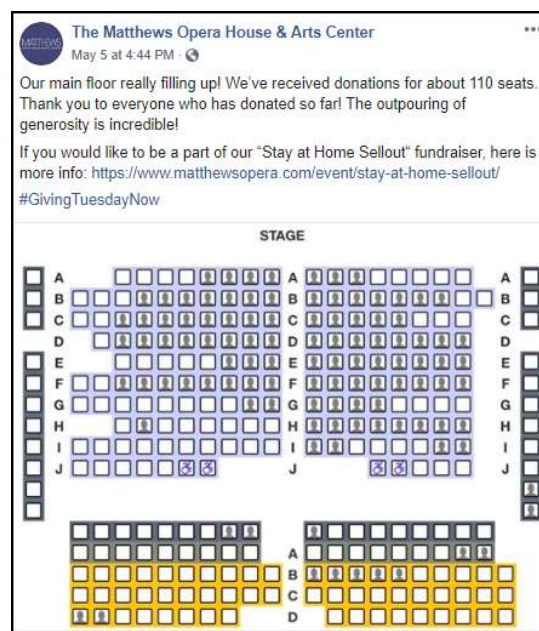 MATTHEWS
The Matthews Opera House & Arts Center
May 5 at 4:44 PM ·
Our main floor really filling up! We've received donations for about 110 seats.
Thank you to everyone who has donated so far! The outpouring of
generosity is incredible!
If you would like to be a part of our “Stay at Home Sellout“ fundraiser, here is
more info: https://www.matthewsopera.com/event/stay-at-home-sellout/
#GivingTuesdayNow
STAGE
A A A
B B B
C C C
D D D
E E E
F F F
G G G
H H H
I I I
J J J
A
B
C
D